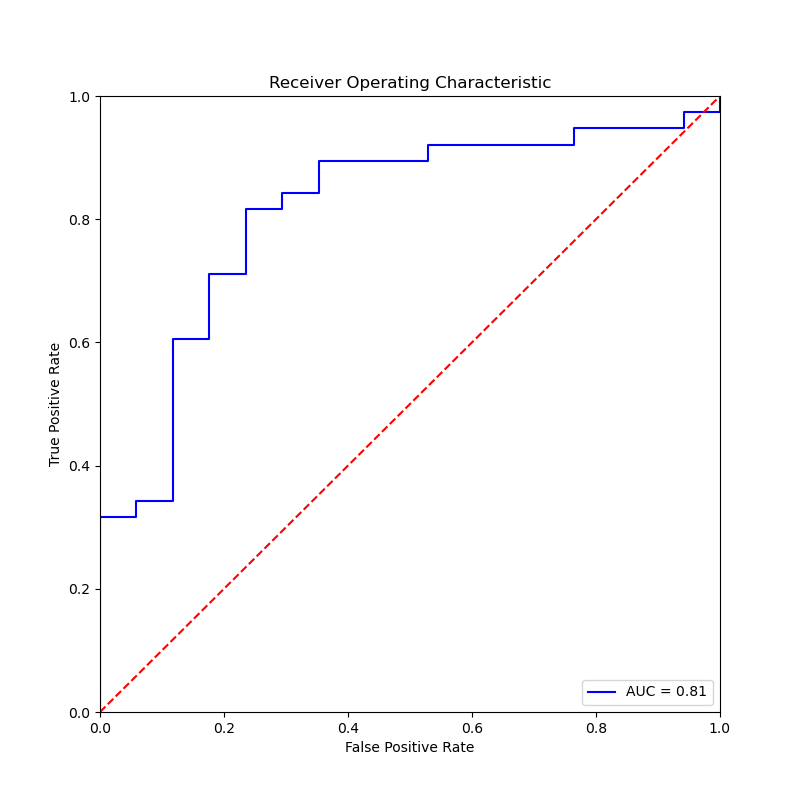 Receiver Operating Characteristic
True Positive Rate
1.0
0.8
0.6
0.4
0.2
0.0
AUC = 0.81
0.0 0.2 0.4 0.6 0.8 1.0
False Positive Rate